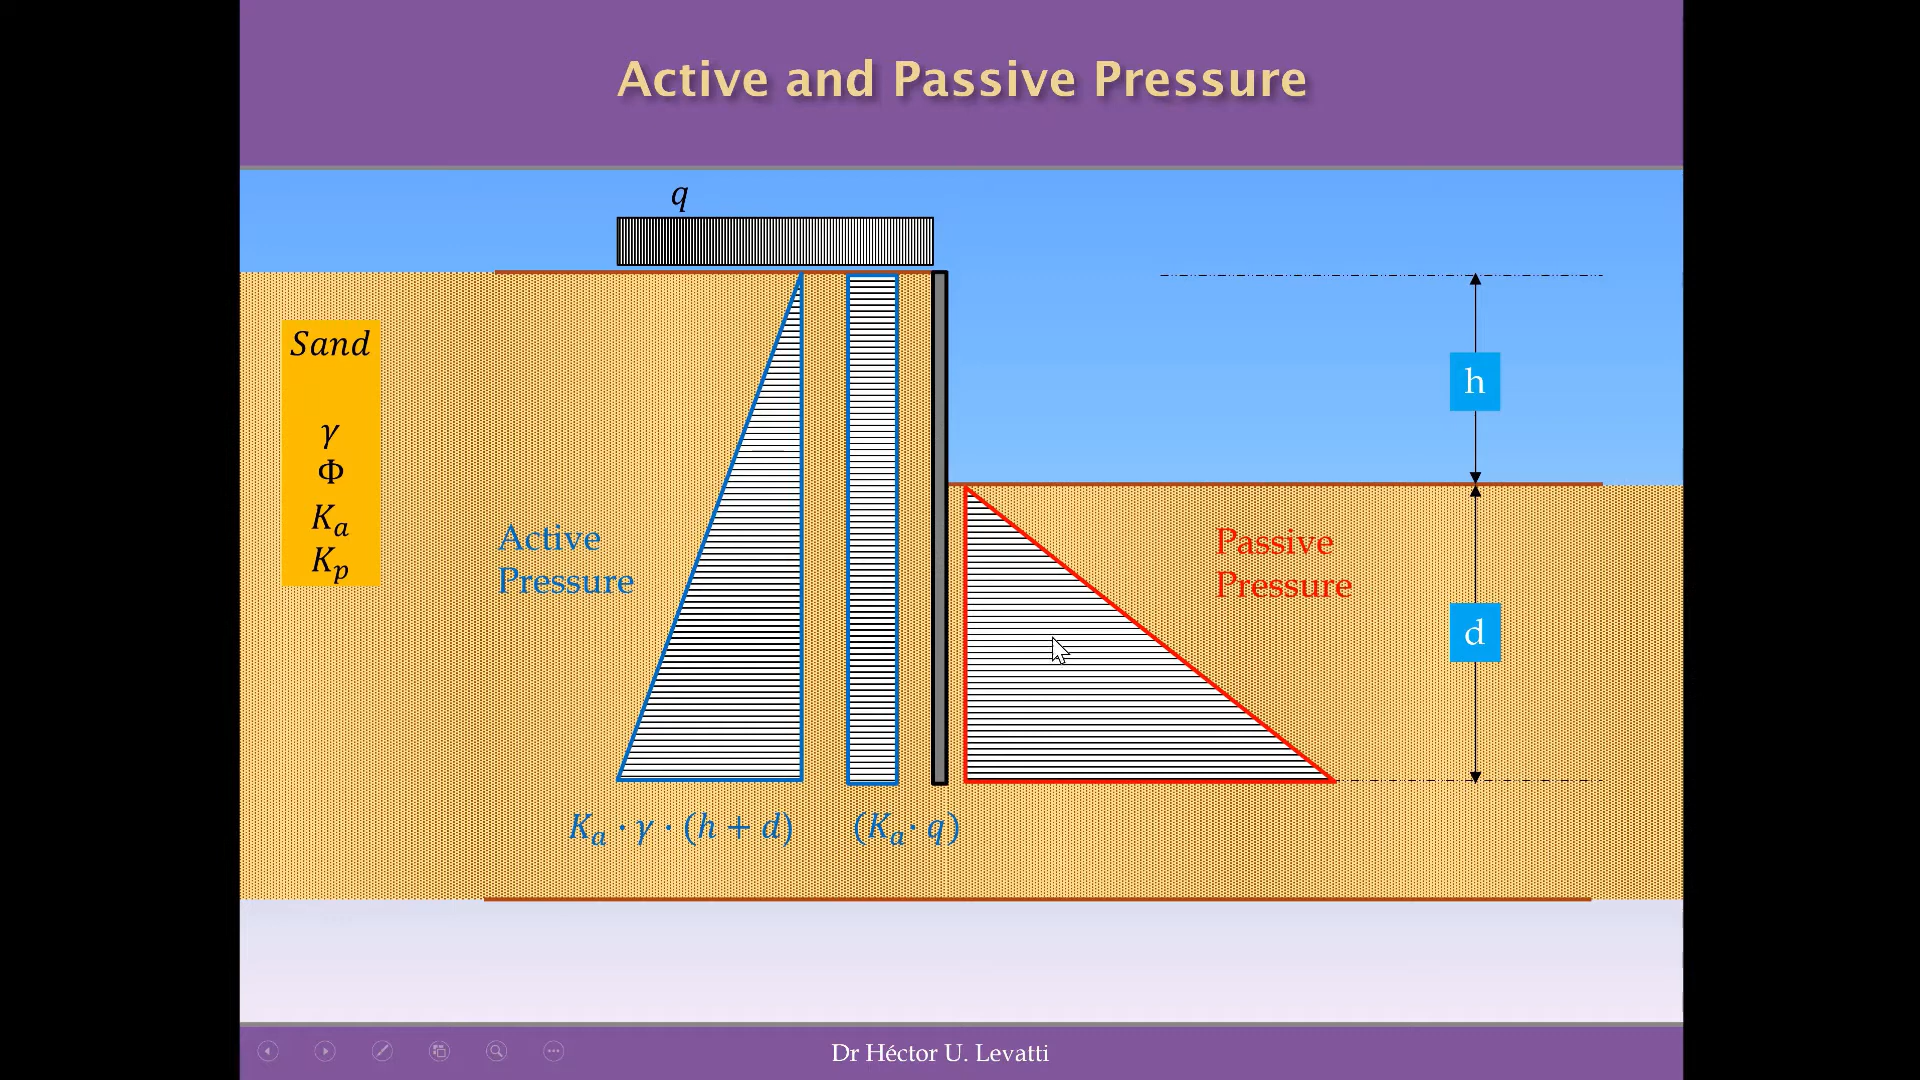 Active and Passive Pressure
q
Sand
γ
Φ
Kₐ
Kₚ
h
Active
Pressure
Passive
Pressure
d
Kₐ · γ · (h + d)
(Kₐ · q)
Dr Héctor U. Levatti